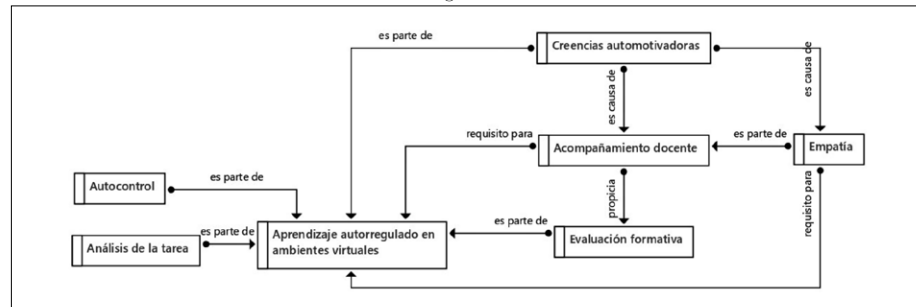 es parte de
Creencias automotivadoras
es causa de
es causa de
requisito para
Acompañamiento docente
es parte de
Empatía
Autocontrol
es parte de
propicia
requisito para
Análisis de la tarea
es parte de
Aprendizaje autorregulado en
ambientes virtuales
es parte de
Evaluación formativa